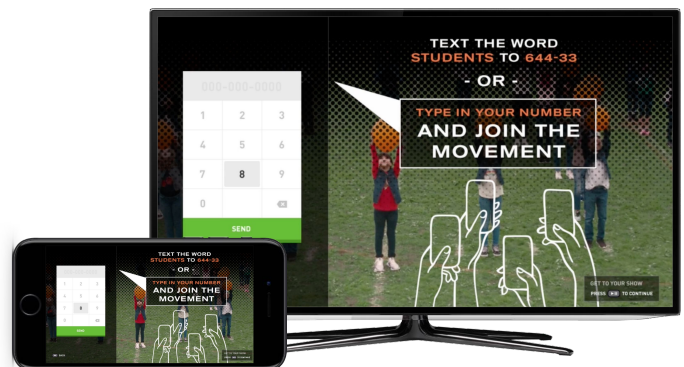 TEXT THE WORD
STUDENTS TO 644-33
- OR -
TYPE IN YOUR NUMBER
AND JOIN THE
MOVEMENT
000-000-0000
1 2 3
4 5 6
7 8 9
0
SEND
GET TO YOUR SHOW
PRESS TO CONTINUE
TEXT THE WORD
STUDENTS TO 644-33
- OR -
TYPE IN YOUR NUMBER
AND JOIN THE
MOVEMENT
8